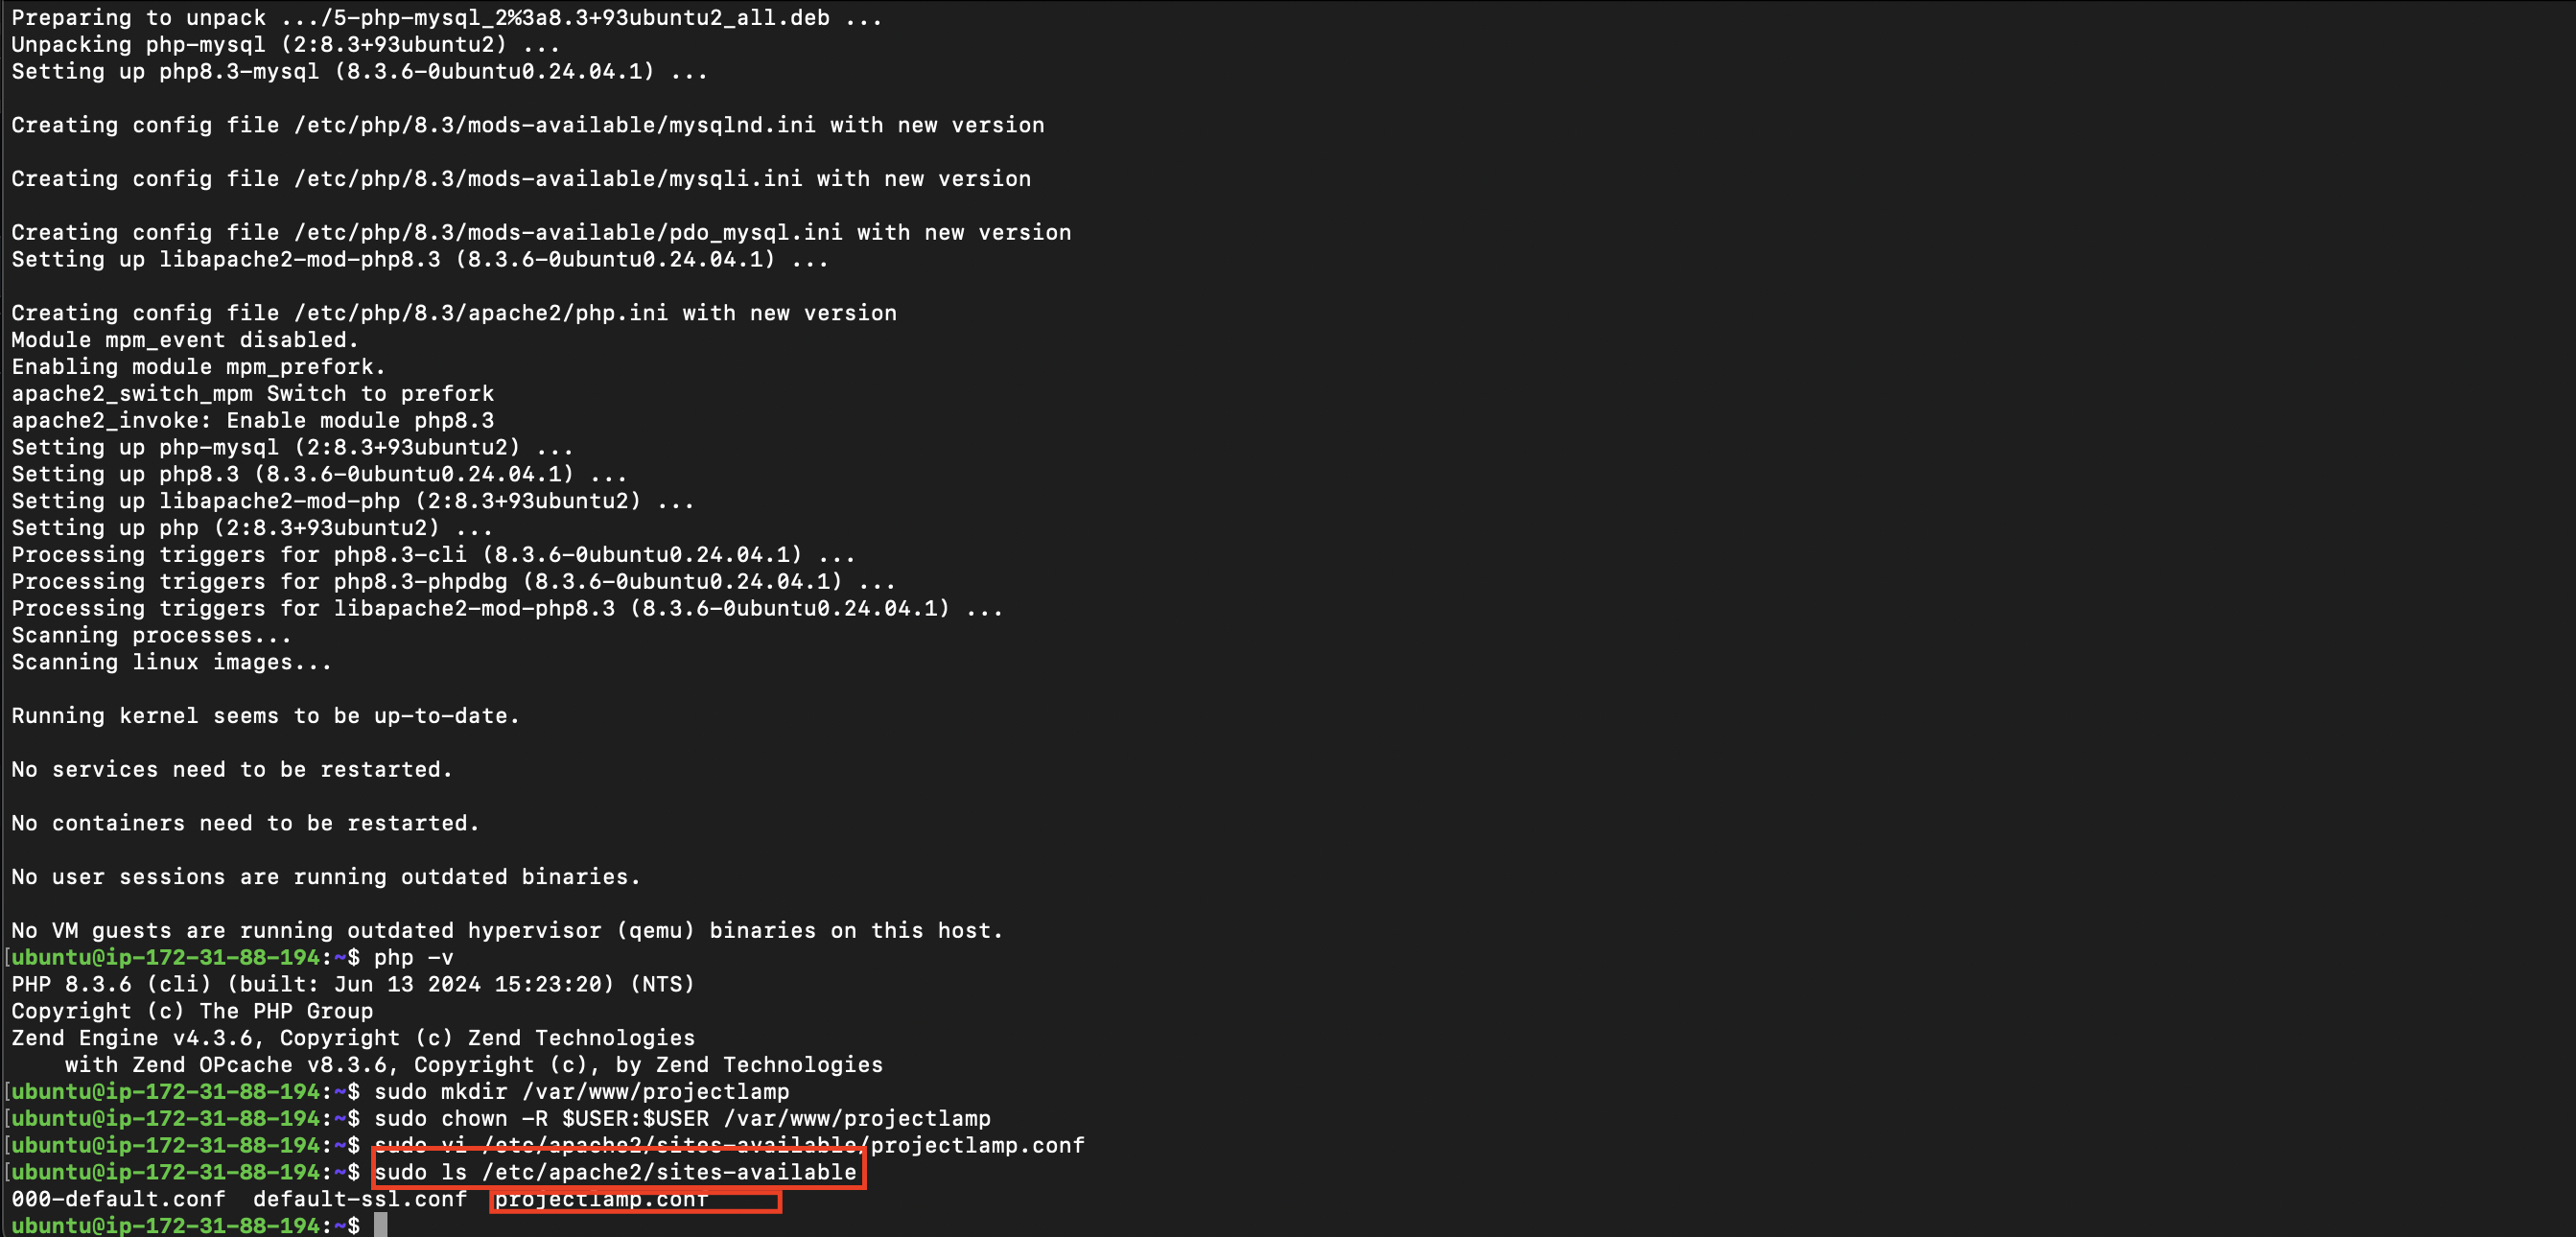 Preparing to unpack .../5-php-mysql_2%3a8.3+93ubuntu2_all.deb ...
Unpacking php-mysql (2:8.3+93ubuntu2) ...
Setting up php8.3-mysql (8.3.6-0ubuntu0.24.04.1) ...

Creating config file /etc/php/8.3/mods-available/mysqlnd.ini with new version

Creating config file /etc/php/8.3/mods-available/mysqli.ini with new version

Creating config file /etc/php/8.3/mods-available/pdo_mysql.ini with new version
Setting up libapache2-mod-php8.3 (8.3.6-0ubuntu0.24.04.1) ...

Creating config file /etc/php/8.3/apache2/php.ini with new version
Module mpm_event disabled.
Enabling module mpm_prefork.
apache2_switch_mpm Switch to prefork
apache2_invoke: Enable module php8.3
Setting up php-mysql (2:8.3+93ubuntu2) ...
Setting up php8.3 (8.3.6-0ubuntu0.24.04.1) ...
Setting up libapache2-mod-php (2:8.3+93ubuntu2) ...
Setting up php (2:8.3+93ubuntu2) ...
Processing triggers for php8.3-cli (8.3.6-0ubuntu0.24.04.1) ...
Processing triggers for php8.3-phpdbg (8.3.6-0ubuntu0.24.04.1) ...
Processing triggers for libapache2-mod-php8.3 (8.3.6-0ubuntu0.24.04.1) ...
Scanning processes...
Scanning linux images...

Running kernel seems to be up-to-date.

No services need to be restarted.

No containers need to be restarted.

No user sessions are running outdated binaries.

No VM guests are running outdated hypervisor (qemu) binaries on this host.
[ubuntu@ip-172-31-88-194:~$ php -v
PHP 8.3.6 (cli) (built: Jun 13 2024 15:23:20) (NTS)
Copyright (c) The PHP Group
Zend Engine v4.3.6, Copyright (c) Zend Technologies
    with Zend OPcache v8.3.6, Copyright (c), by Zend Technologies
[ubuntu@ip-172-31-88-194:~$ sudo mkdir /var/www/projectlamp
[ubuntu@ip-172-31-88-194:~$ sudo chown -R $USER:$USER /var/www/projectlamp
[ubuntu@ip-172-31-88-194:~$ sudo vi /etc/apache2/sites-available/projectlamp.conf
[ubuntu@ip-172-31-88-194:~$ sudo ls /etc/apache2/sites-available
000-default.conf  default-ssl.conf  projectlamp.conf
ubuntu@ip-172-31-88-194:~$